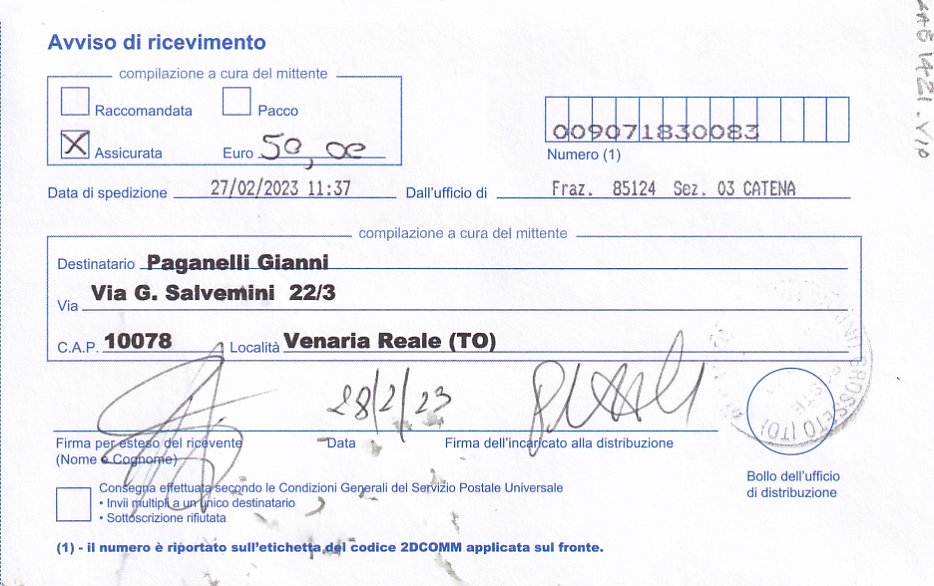 Avviso di ricevimento
compilazione a cura del mittente
Raccomandata Pacco
X Assicurata Euro 50,00
009071830083
Numero (1)
Data di spedizione 27/02/2023 11:37 Dall'ufficio di Fraz. 85124 Sez. 03 CATENA
compilazione a cura del mittente
Destinatario Paganelli Gianni
Via Via G. Salvemini 22/3
C.A.P. 10078 Località Venaria Reale (TO)
28/2/23
Firma per esteso del ricevente Data Firma dell'incaricato alla distribuzione
(Nome e Cognome)
(TO)
Bollo dell'ufficio
di distribuzione
Consegna effettuata secondo le Condizioni Generali del Servizio Postale Universale
• Invii multipli a un unico destinatario
• Sottoscrizione rifiutata
(1) - il numero è riportato sull'etichetta del codice 2DCOMM applicata sul fronte.